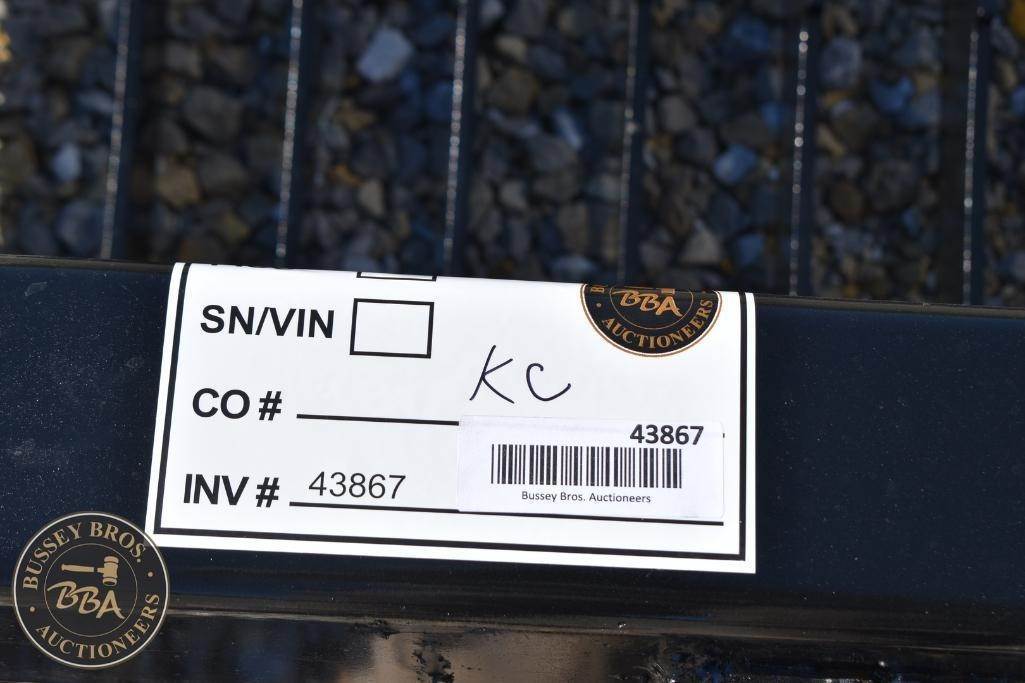 SN/VIN
BBA
AUCTIONEERS
KC
CO #
43867
INV # 43867
Bussey Bros. Auctioneers
BUSSEY BROS.
BBA
AUCTIONEERS